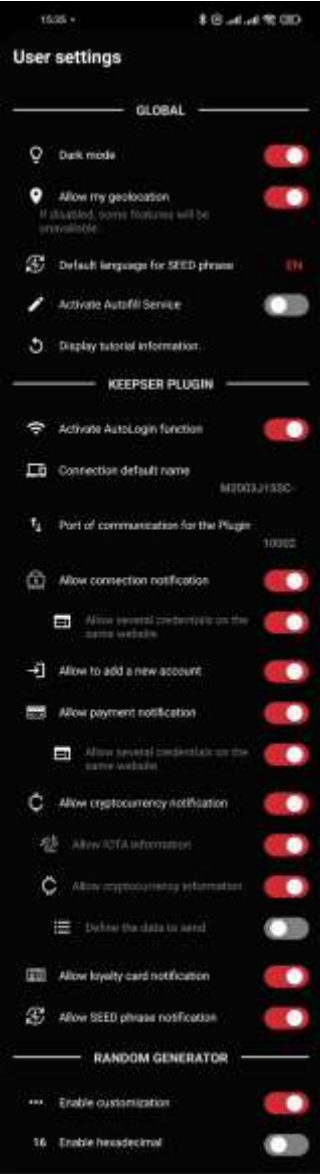 15:35
User settings
GLOBAL
Dark mode
Allow my geolocation
If disabled, some features will be
unavailable.
Default language for SEED phrase EN
Activate Autofill Service
Display tutorial information.
KEEPSER PLUGIN
Activate AutoLogin function
Connection default name
M2003J15SC-
Port of communication for the Plugin
10002
Allow connection notification
Allow several credentials on the
same website
Allow to add a new account
Allow payment notification
Allow several credentials on the
same website
Allow cryptocurrency notification
Allow IOTA information
Allow cryptocurrency information
Define the data to send
Allow loyalty card notification
Allow SEED phrase notification
RANDOM GENERATOR
Enable customization
16 Enable hexadecimal